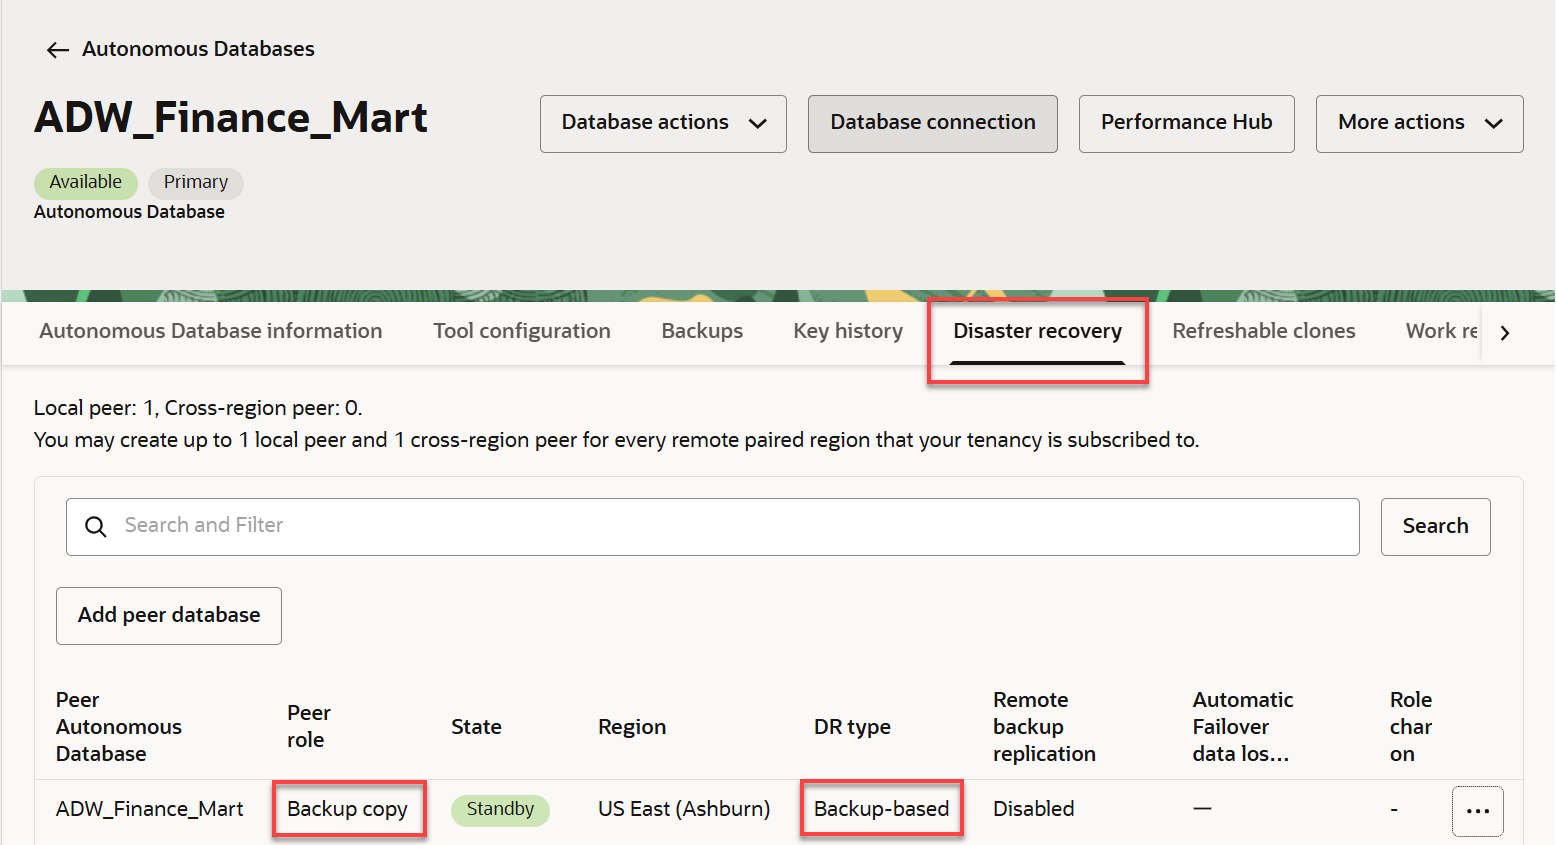 Autonomous Databases
ADW_Finance_Mart
Database actions
Database connection
Performance Hub
More actions
Available
Primary
Autonomous Database
Autonomous Database information
Tool configuration
Backups
Key history
Disaster recovery
Refreshable clones
Work re
Local peer: 1, Cross-region peer: 0.
You may create up to 1 local peer and 1 cross-region peer for every remote paired region that your tenancy is subscribed to.
Search and Filter
Search
Add peer database
Peer
Autonomous
Database
Peer
role
State
Region
DR type
Remote
backup
replication
Automatic
Failover
data los...
Role
char
on
ADW_Finance_Mart
Backup copy
Standby
US East (Ashburn)
Backup-based
Disabled
—
-